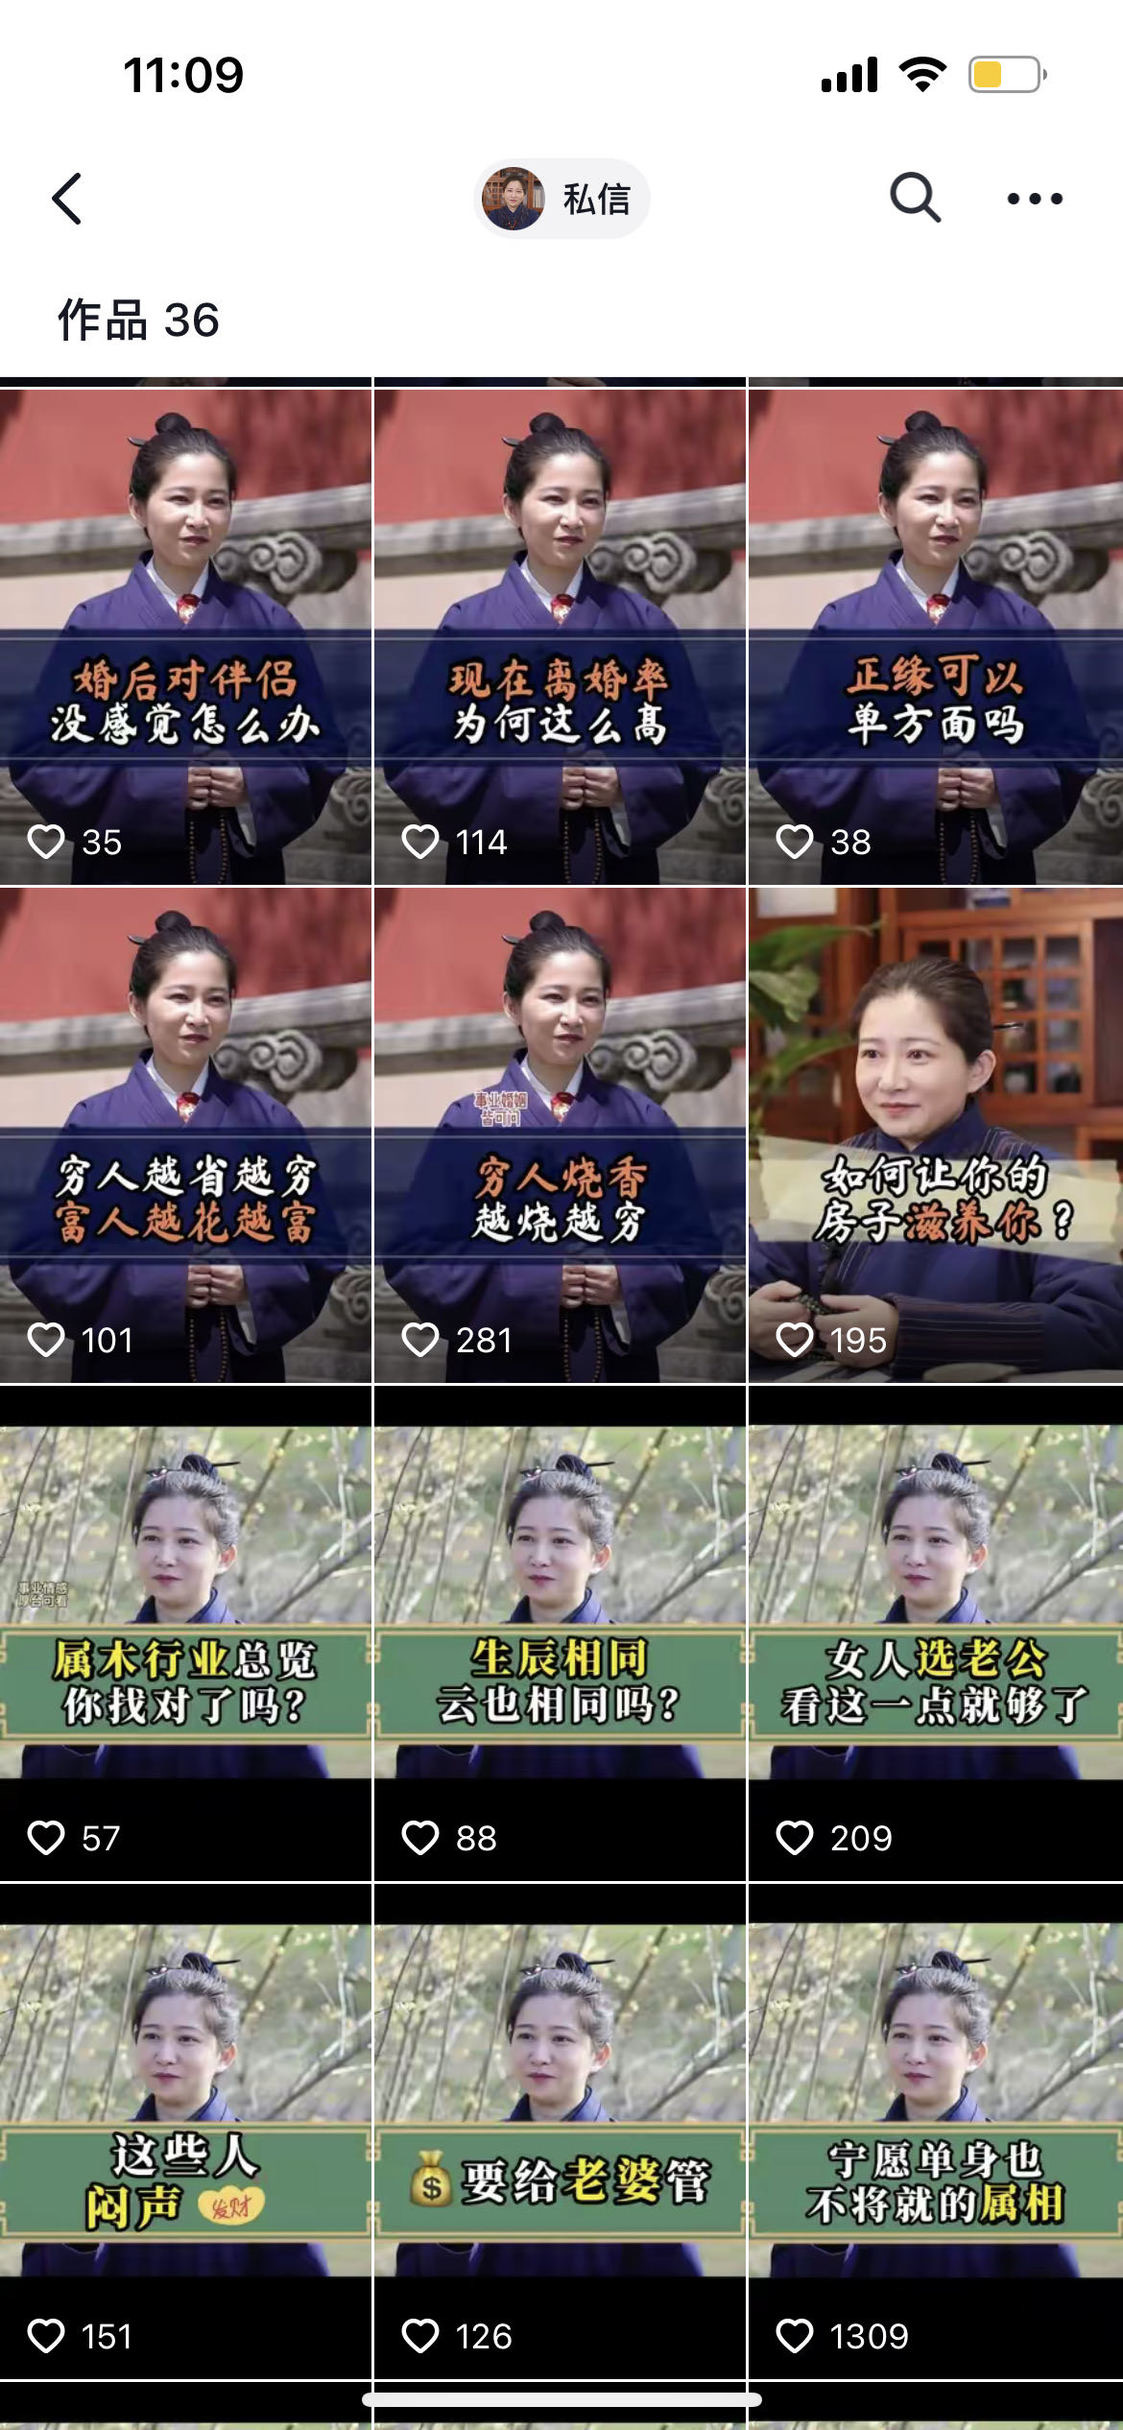 11:09
私信
作品 36
婚后对伴侣
没感觉怎么办
35
现在离婚率
为何这么高
114
正缘可以
单方面吗
38
穷人越省越穷
富人越花越富
101
事业婚姻
皆可问
穷人烧香
越烧越穷
281
如何让你的
房子滋养你？
195
事业情感
属木行业总览
你找对了吗?
57
生辰相同
云也相同吗?
88
女人选老公
看这一点就够了
209
这些人
闷声 发财
151
要给老婆管
126
宁愿单身也
不将就的属相
1309